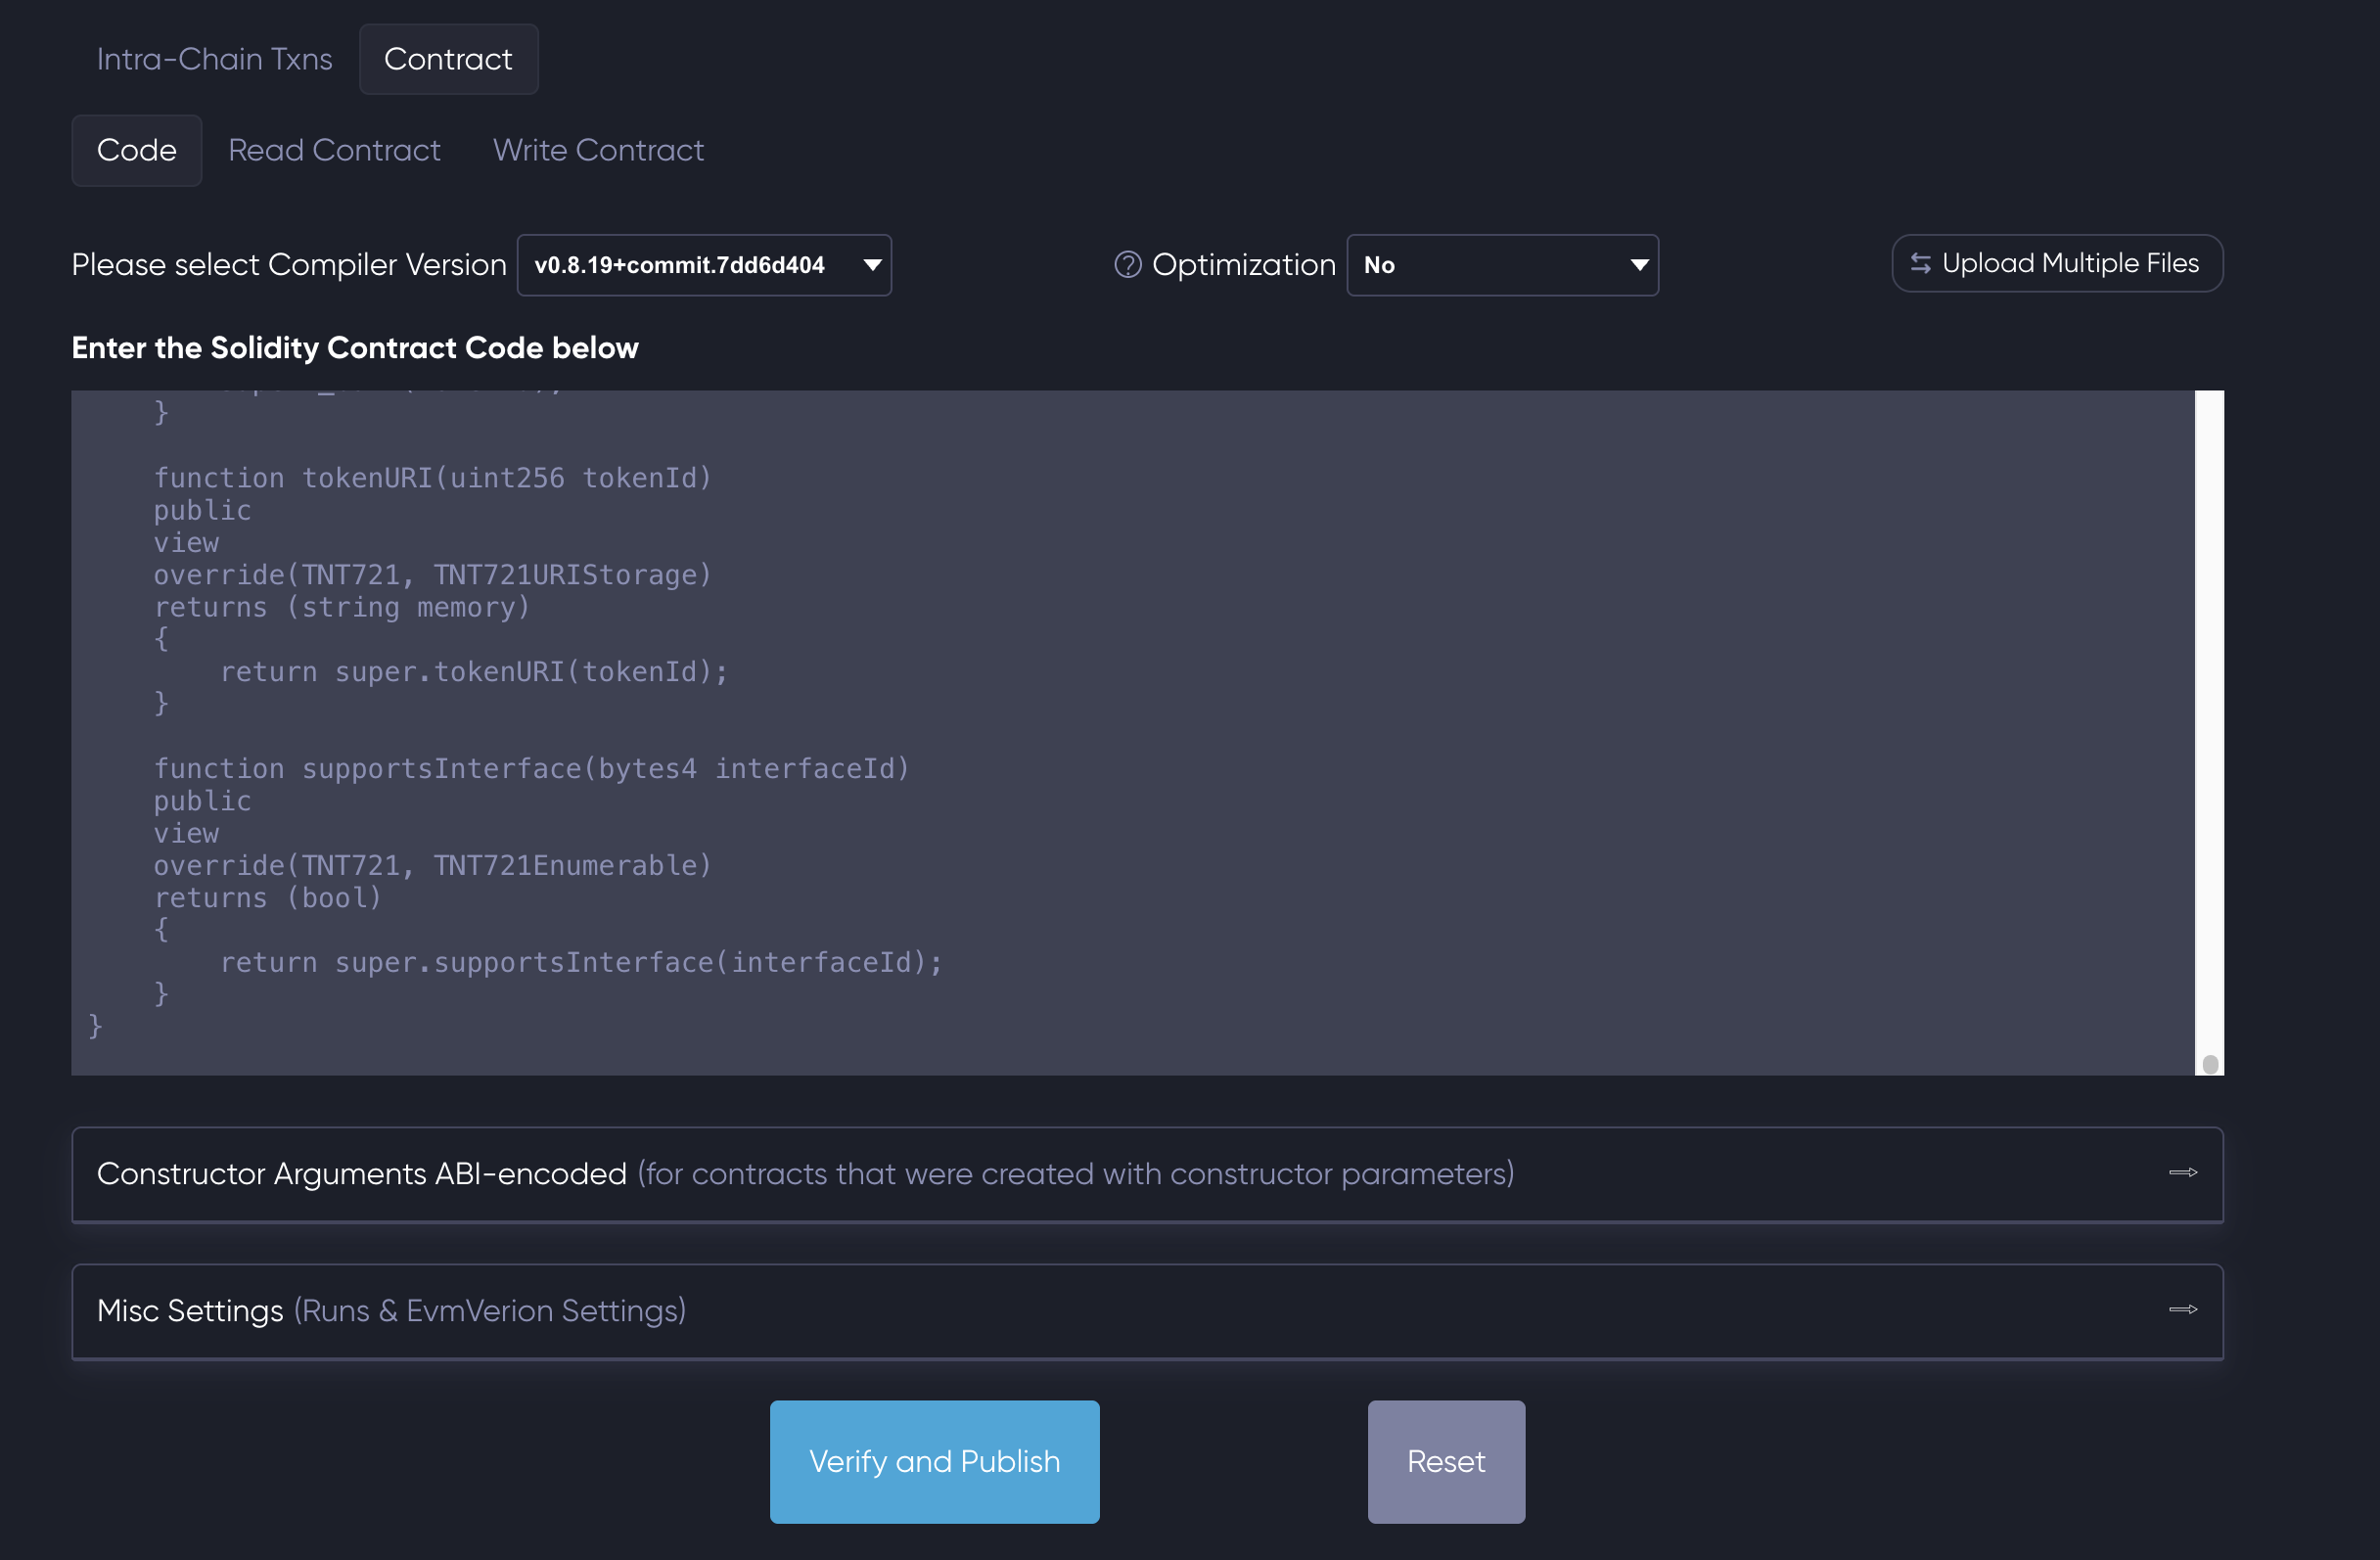 Intra-Chain Txns Contract
Code Read Contract Write Contract
Please select Compiler Version v0.8.19+commit.7dd6d404 Optimization No Upload Multiple Files
Enter the Solidity Contract Code below
}
function tokenURI(uint256 tokenId)
public
view
override(TNT721, TNT721URIStorage)
returns (string memory)
{
return super.tokenURI(tokenId);
}
function supportsInterface(bytes4 interfaceId)
public
view
override(TNT721, TNT721Enumerable)
returns (bool)
{
return super.supportsInterface(interfaceId);
}
}
Constructor Arguments ABI-encoded (for contracts that were created with constructor parameters)
Misc Settings (Runs & EvmVerion Settings)
Verify and Publish Reset